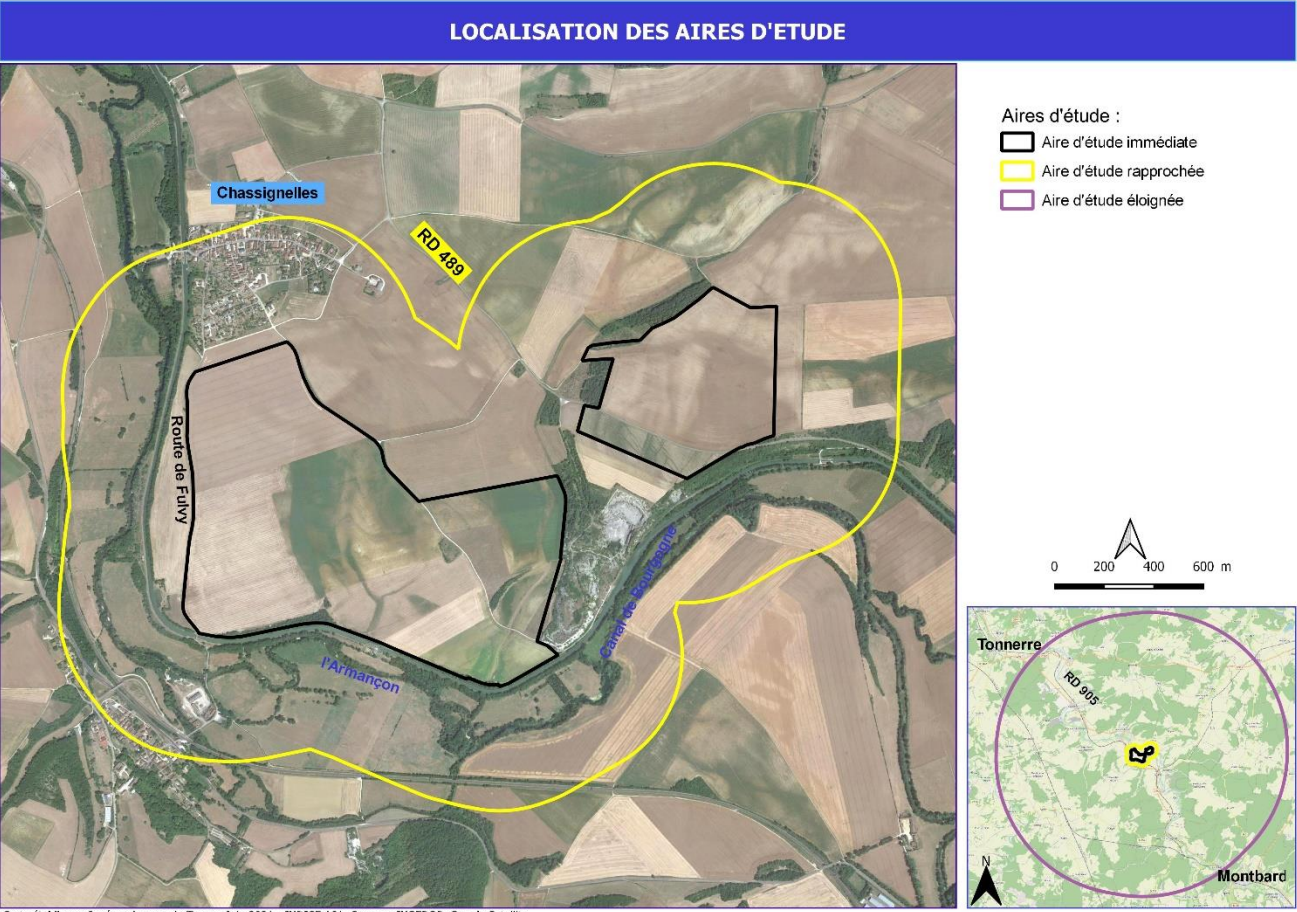 LOCALISATION DES AIRES D'ETUDE
Chassignelles
RD 489
Route de Fulvy
l'Armançon
Canal de Bourgogne
Aires d'étude :
Aire d'étude immédiate
Aire d'étude rapprochée
Aire d'étude éloignée
0 200 400 600 m
Tonnerre
RD 905
Montbard
N